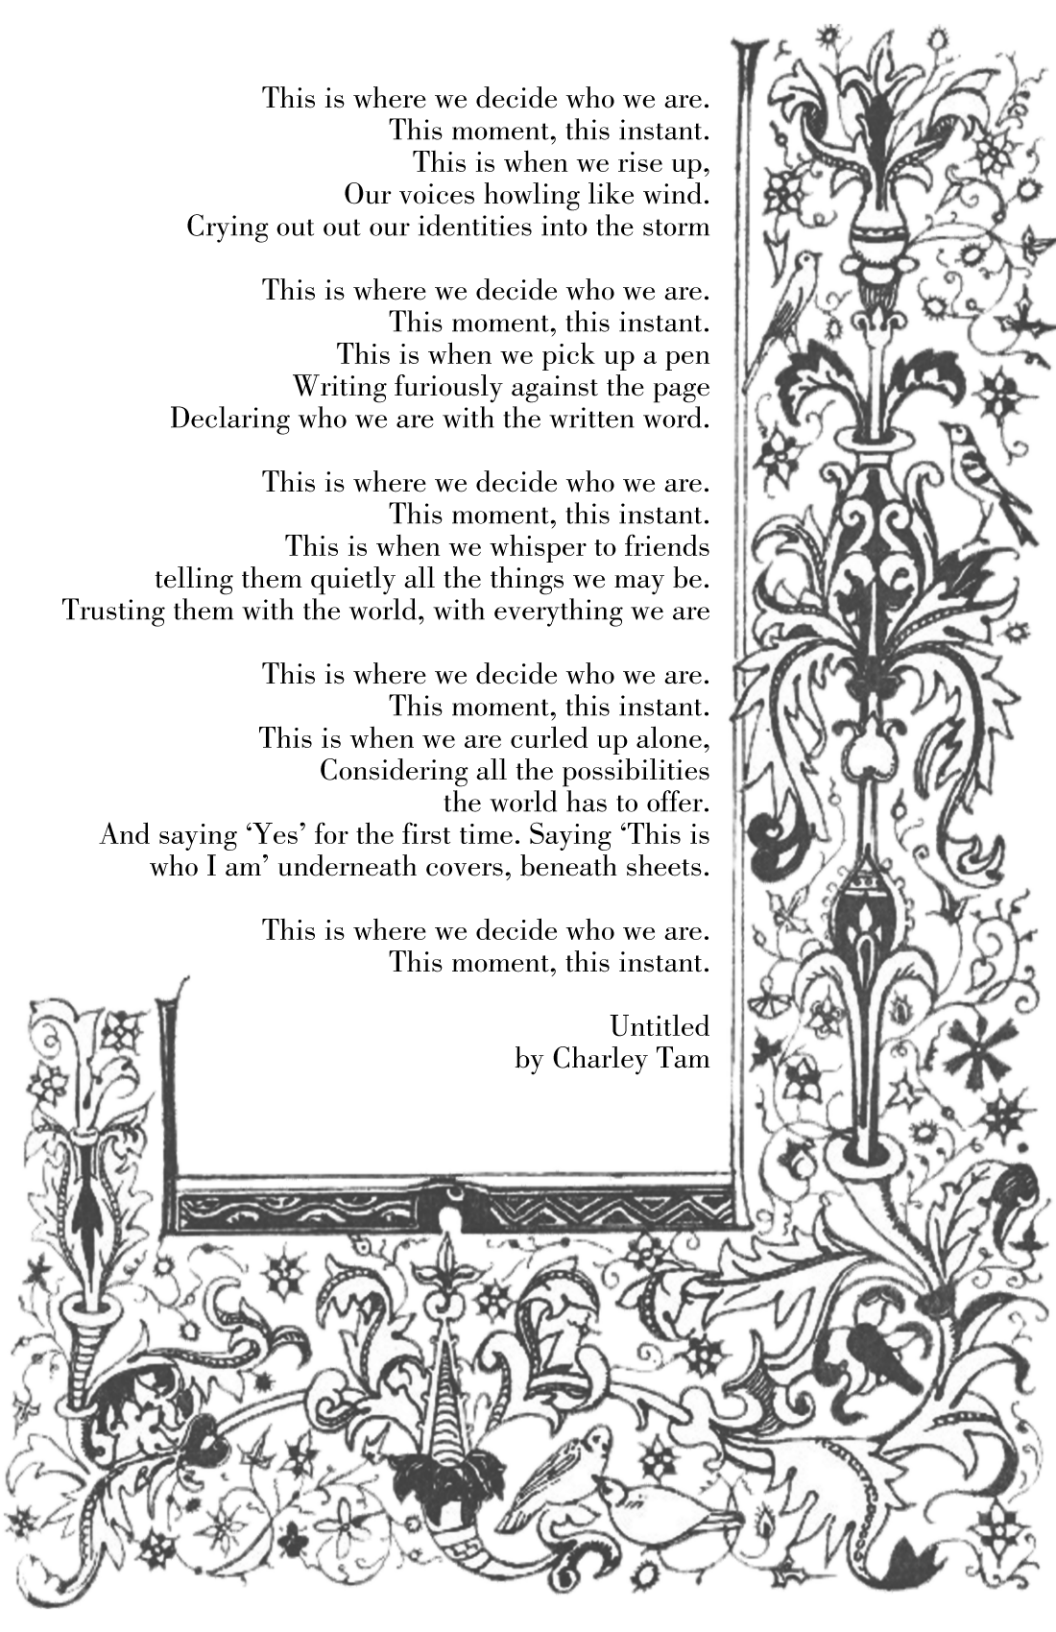 This is where we decide who we are.
This moment, this instant.
This is when we rise up,
Our voices howling like wind.
Crying out out our identities into the storm
This is where we decide who we are.
This moment, this instant.
This is when we pick up a pen
Writing furiously against the page
Declaring who we are with the written word.
This is where we decide who we are.
This moment, this instant.
This is when we whisper to friends
telling them quietly all the things we may be.
Trusting them with the world, with everything we are
This is where we decide who we are.
This moment, this instant.
This is when we are curled up alone,
Considering all the possibilities
the world has to offer.
And saying ‘Yes’ for the first time. Saying ‘This is
who I am’ underneath covers, beneath sheets.
This is where we decide who we are.
This moment, this instant.
Untitled
by Charley Tam